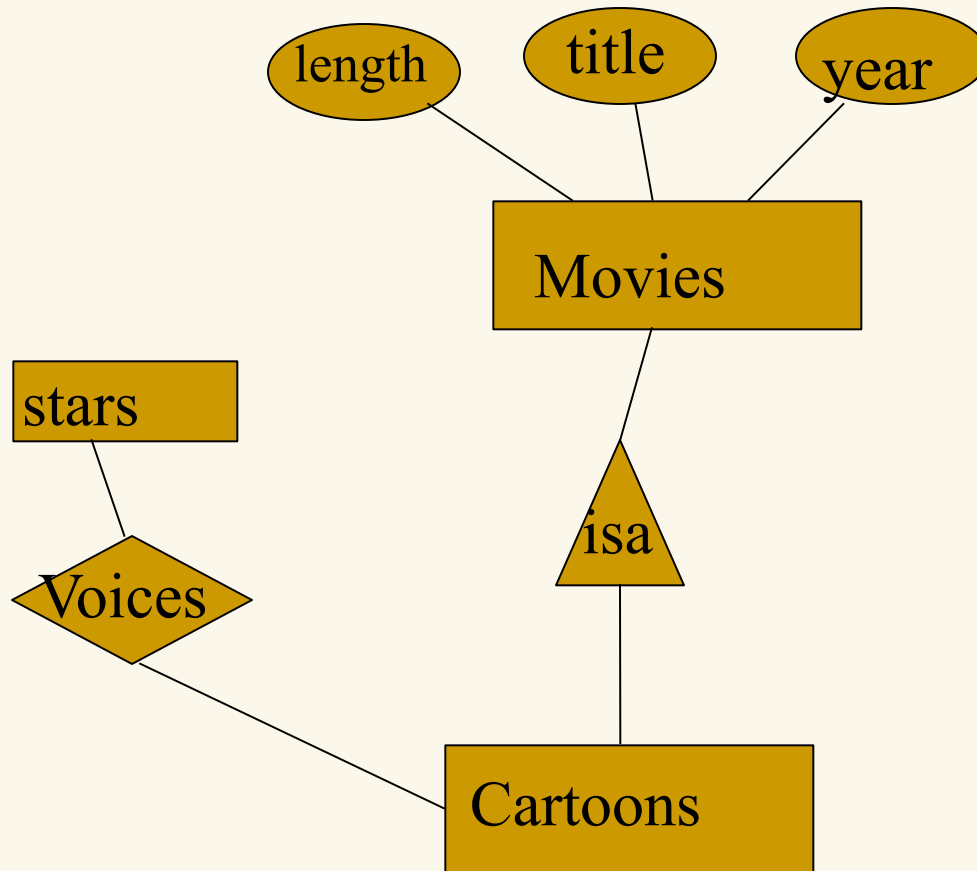 length
title
year
Movies
stars
isa
Voices
Cartoons